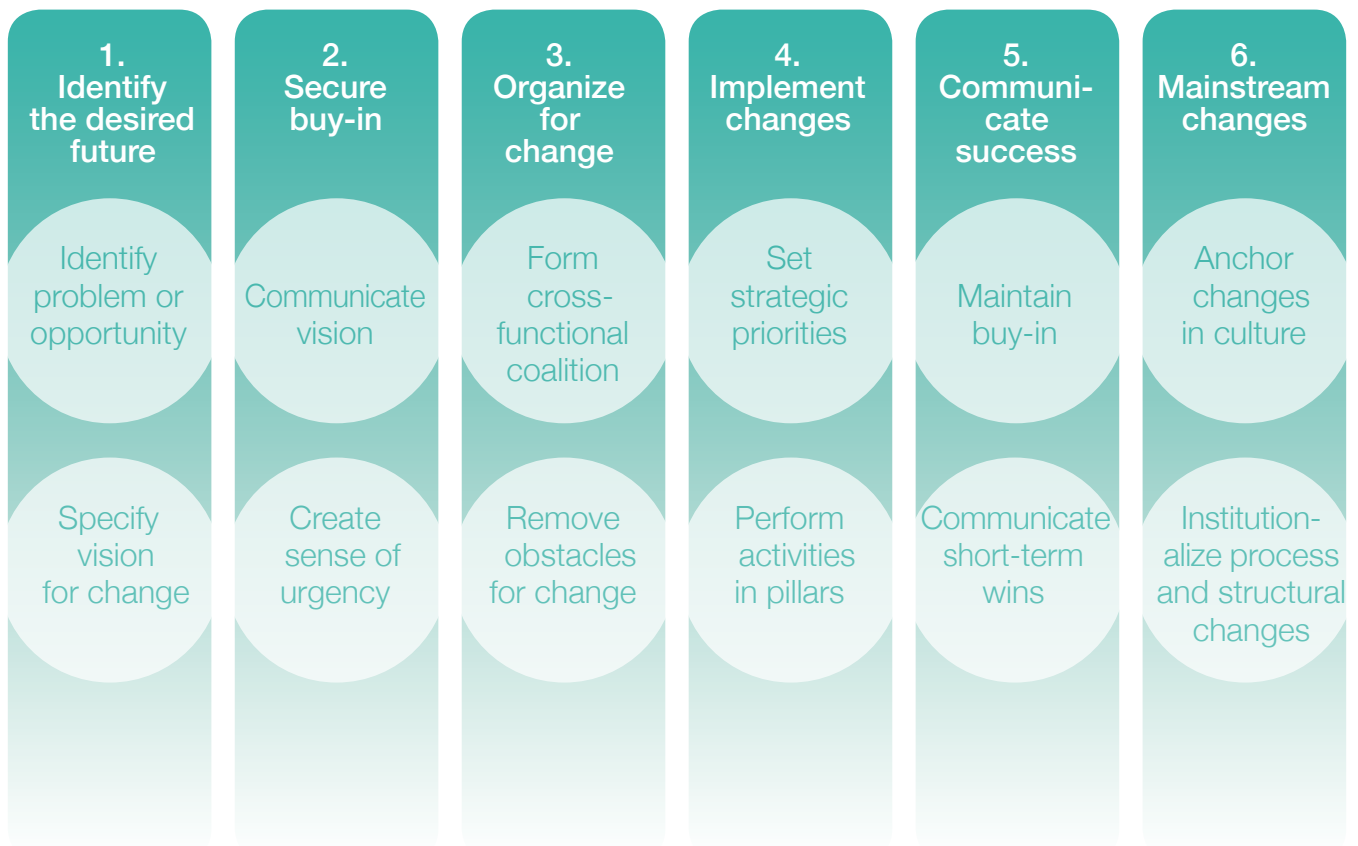 1.
Identify
the desired
future
Identify
problem or
opportunity
Specify
vision
for change
2.
Secure
buy-in
Communicate
vision
Create
sense of
urgency
3.
Organize
for
change
Form
cross-
functional
coalition
Remove
obstacles
for change
4.
Implement
changes
Set
strategic
priorities
Perform
activities
in pillars
5.
Communi-
cate
success
Maintain
buy-in
Communicate
short-term
wins
6.
Mainstream
changes
Anchor
changes
in culture
Institution-
alize process
and structural
changes